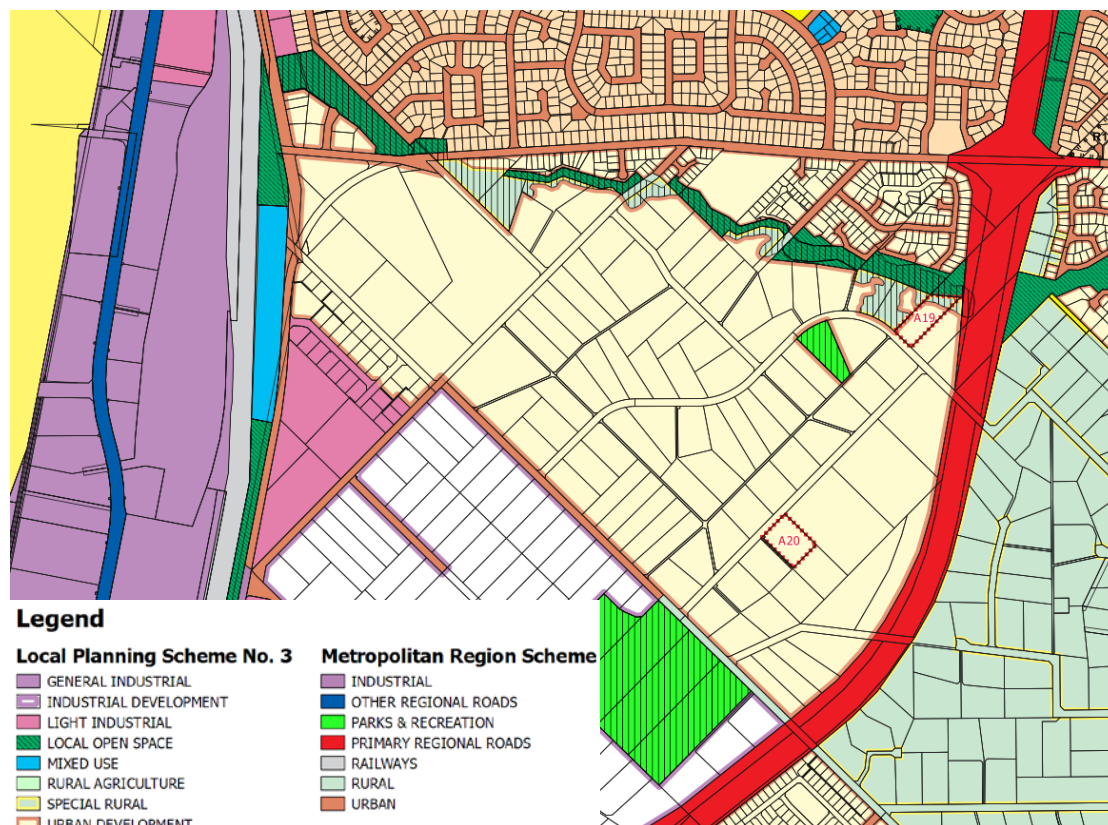 A19
A20
Legend
Local Planning Scheme No. 3
GENERAL INDUSTRIAL
INDUSTRIAL DEVELOPMENT
LIGHT INDUSTRIAL
LOCAL OPEN SPACE
MIXED USE
RURAL AGRICULTURE
SPECIAL RURAL
URBAN DEVELOPMENT
Metropolitan Region Scheme
INDUSTRIAL
OTHER REGIONAL ROADS
PARKS & RECREATION
PRIMARY REGIONAL ROADS
RAILWAYS
RURAL
URBAN